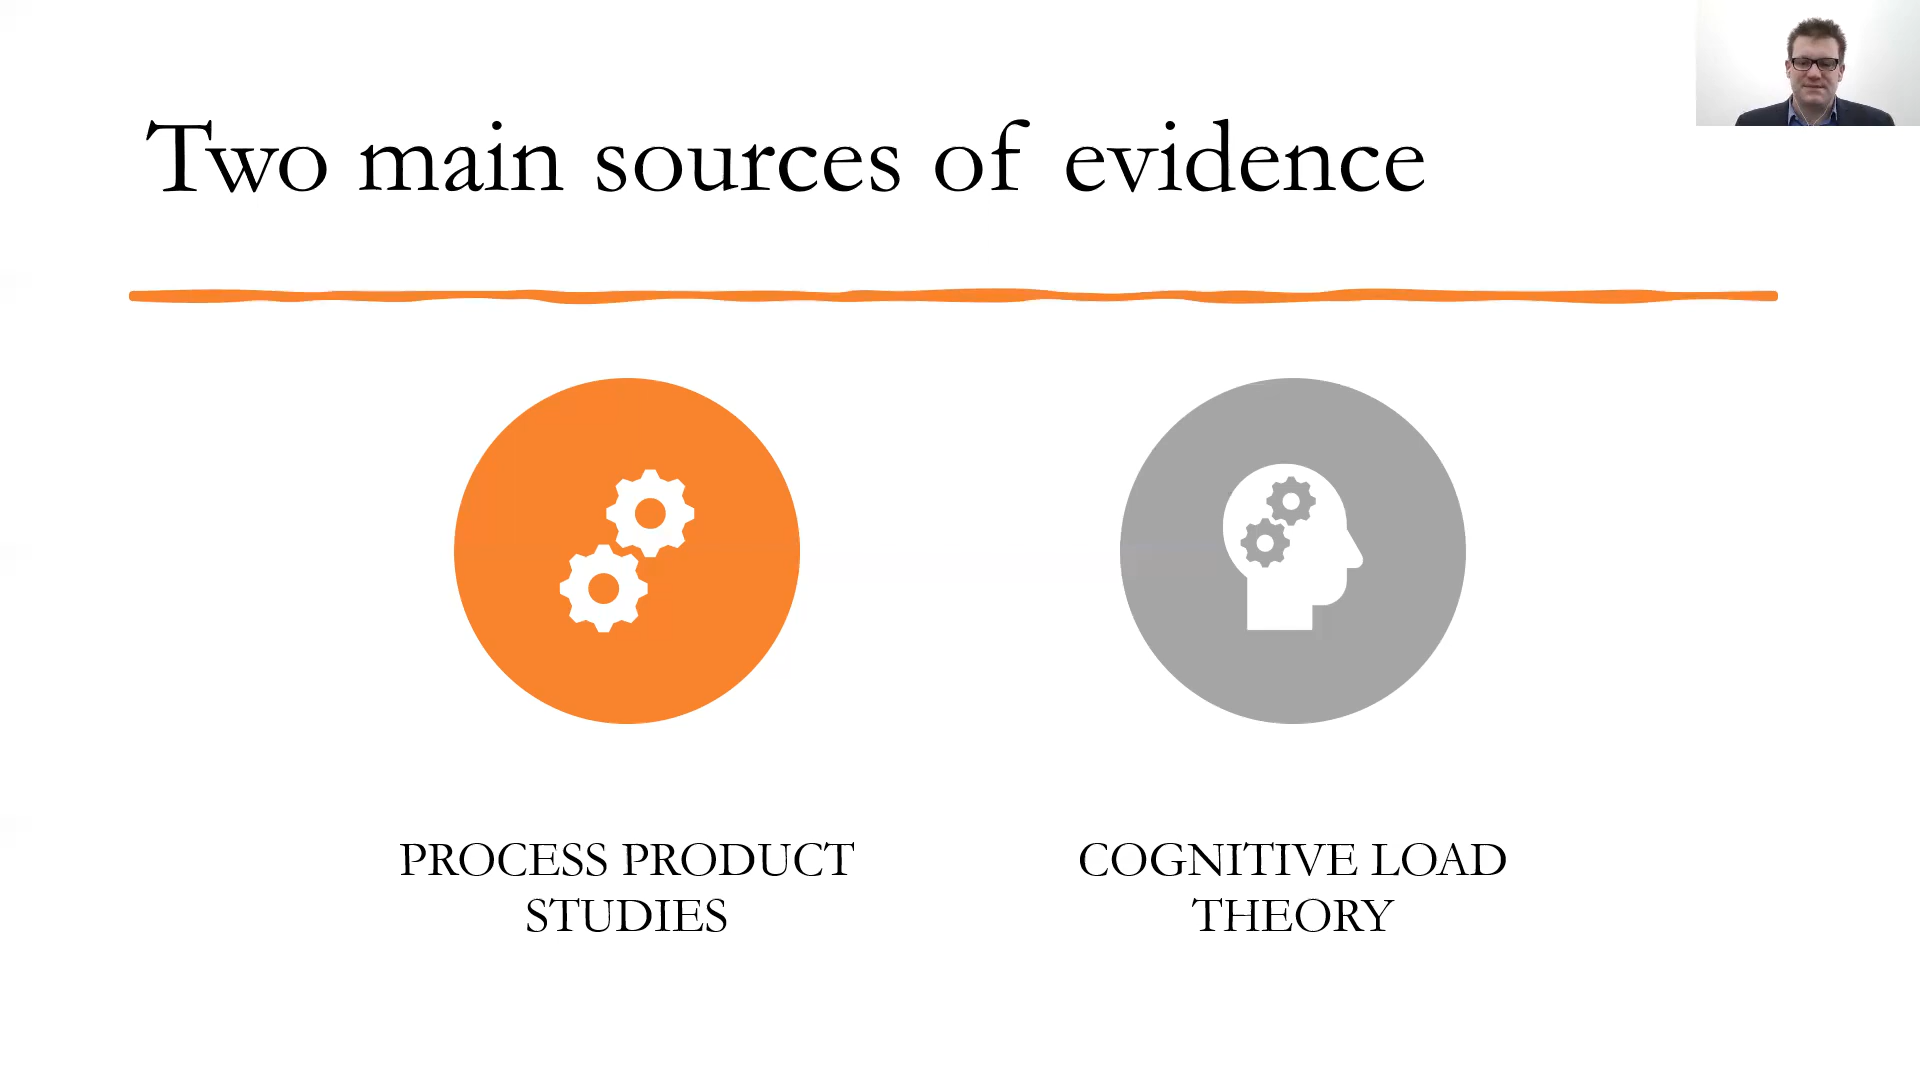 Two main sources of evidence
PROCESS PRODUCT
STUDIES
COGNITIVE LOAD
THEORY